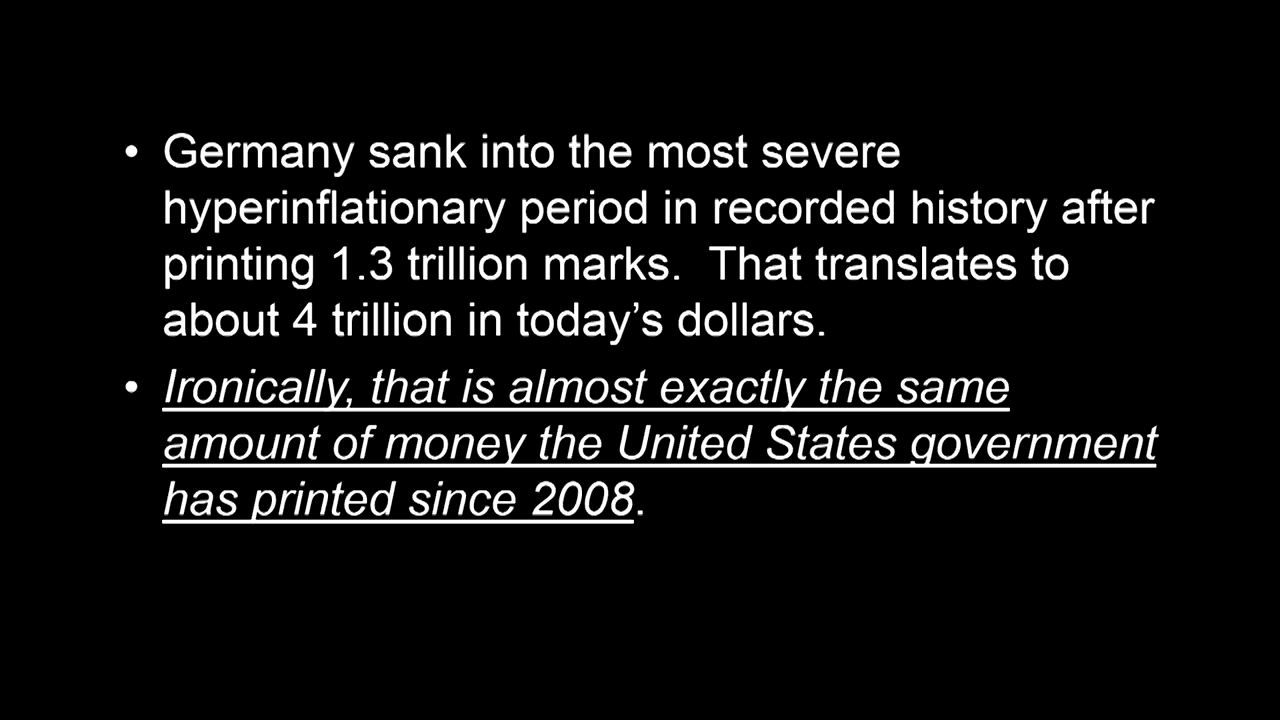 • Germany sank into the most severe
hyperinflationary period in recorded history after
printing 1.3 trillion marks.  That translates to
about 4 trillion in today’s dollars.
• Ironically, that is almost exactly the same
amount of money the United States government
has printed since 2008.